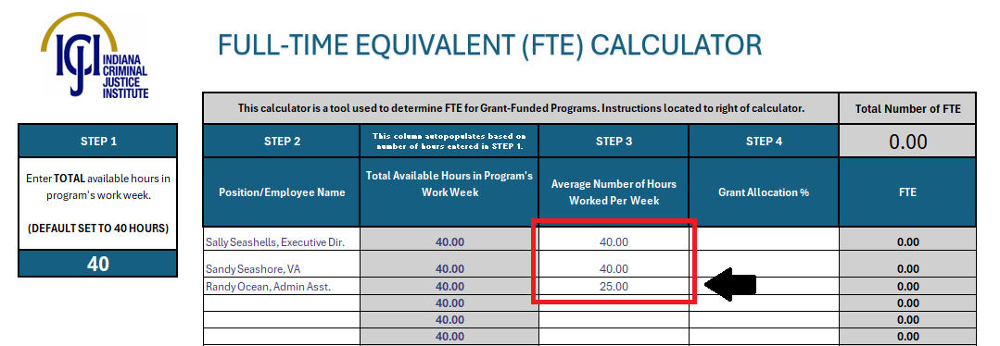 ICJI
INDIANA
CRIMINAL
JUSTICE
INSTITUTE
FULL-TIME EQUIVALENT (FTE) CALCULATOR
This calculator is a tool used to determine FTE for Grant-Funded Programs. Instructions located to right of calculator.
Total Number of FTE
STEP 1
Enter TOTAL available hours in
program's work week.
(DEFAULT SET TO 40 HOURS)
40
STEP 2
This column autopopulates based on
number of hours entered in STEP 1.
STEP 3
STEP 4
0.00
Position/Employee Name
Total Available Hours in Program's
Work Week
Average Number of Hours
Worked Per Week
Grant Allocation %
FTE
Sally Seashells, Executive Dir. 40.00 40.00 0.00
Sandy Seashore, VA 40.00 40.00 0.00
Randy Ocean, Admin Asst. 40.00 25.00 0.00
40.00 0.00
40.00 0.00
40.00 0.00